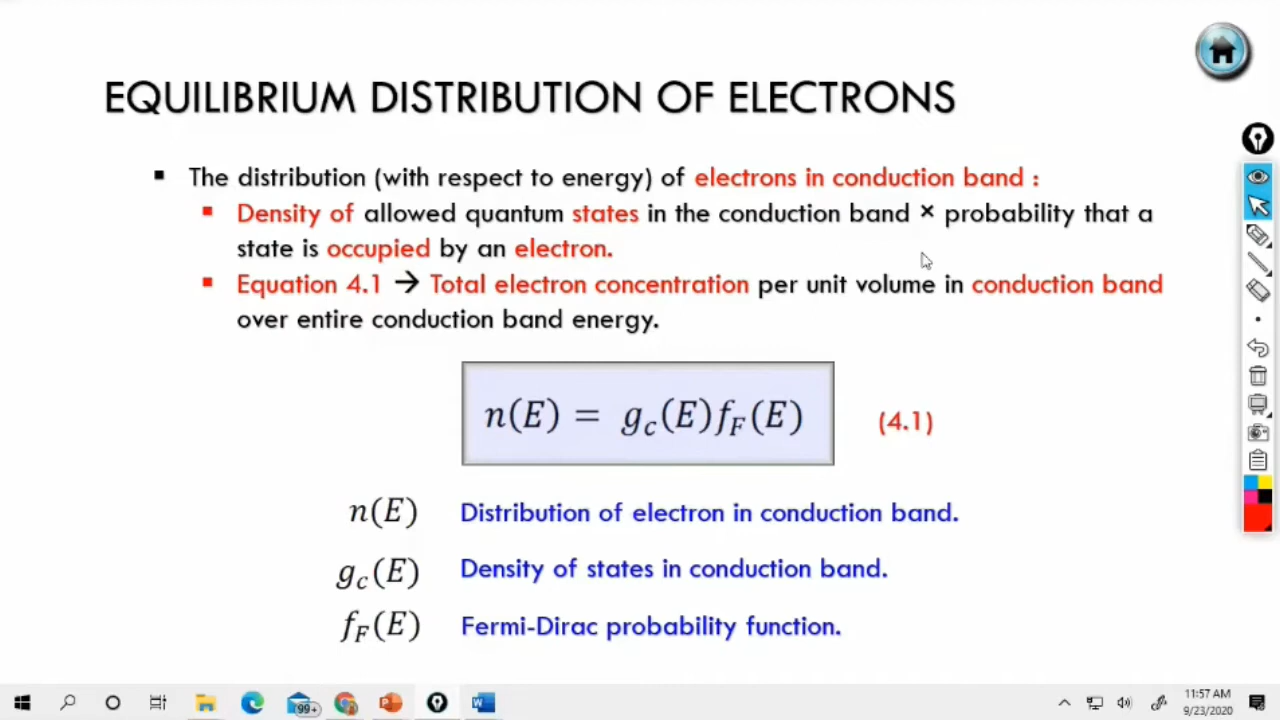 EQUILIBRIUM DISTRIBUTION OF ELECTRONS
▪ The distribution (with respect to energy) of electrons in conduction band :
▪ Density of allowed quantum states in the conduction band × probability that a
state is occupied by an electron.
▪ Equation 4.1 → Total electron concentration per unit volume in conduction band
over entire conduction band energy.
n(E) = g_c(E)f_F(E) (4.1)
n(E) Distribution of electron in conduction band.
g_c(E) Density of states in conduction band.
f_F(E) Fermi-Dirac probability function.
99+
11:57 AM
9/23/2020